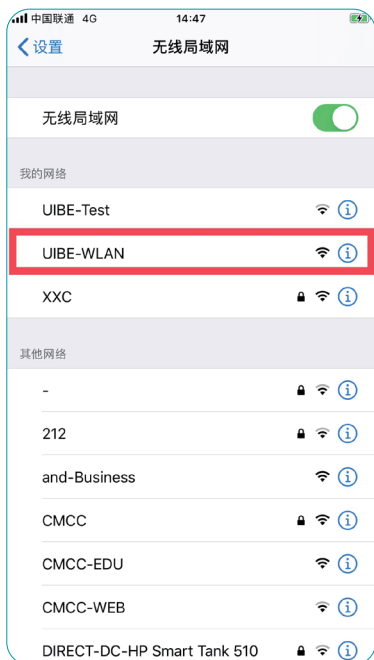 中国联通 4G 14:47
设置 无线局域网
无线局域网
我的网络
UIBE-Test
UIBE-WLAN
XXC
其他网络
-
212
and-Business
CMCC
CMCC-EDU
CMCC-WEB
DIRECT-DC-HP Smart Tank 510